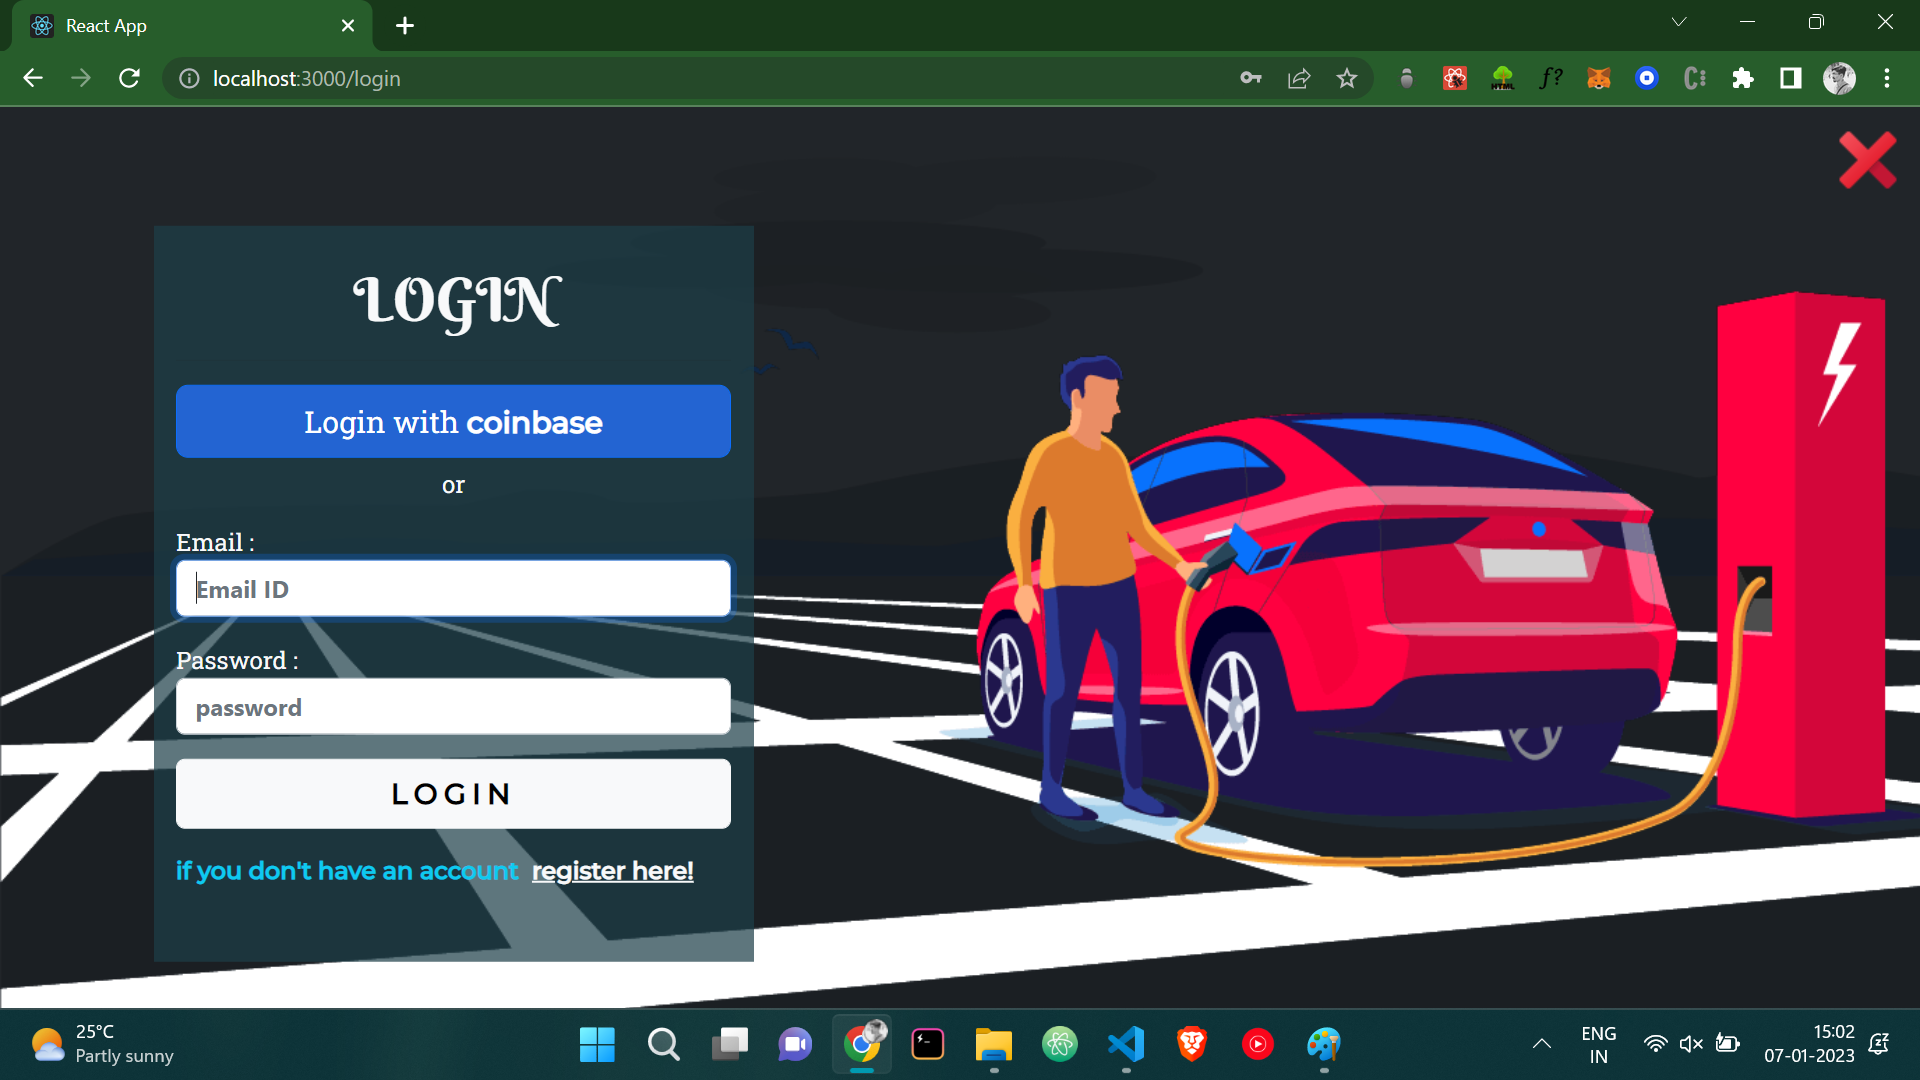 React App
localhost:3000/login
HTML
f?
LOGIN
Login with coinbase
or
Email :
Email ID
Password :
password
LOGIN
if you don't have an account register here!
25°C
Partly sunny
ENG
IN
15:02
07-01-2023